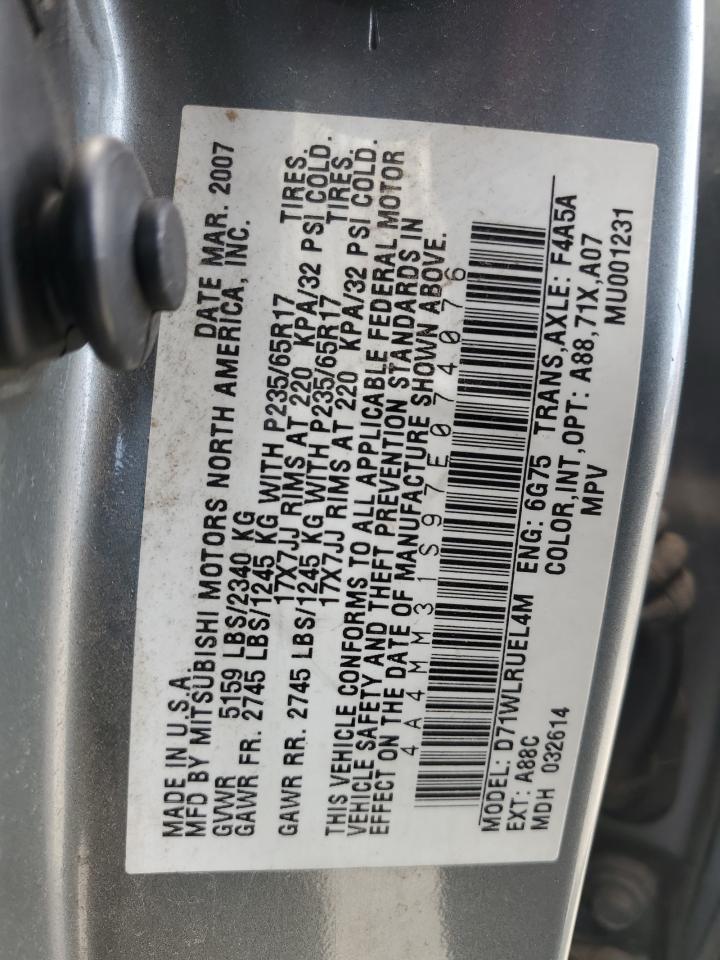 MADE IN U.S.A. DATE MAR. 2007
MFD BY MITSUBISHI MOTORS NORTH AMERICA, INC.
GVWR 5159 LBS/2340 KG
GAWR FR. 2745 LBS/1245 KG WITH P235/65R17 TIRES.
17X7JJ RIMS AT 220 KPA/32 PSI COLD.
GAWR RR. 2745 LBS/1245 KG WITH P235/65R17 TIRES.
17X7JJ RIMS AT 220 KPA/32 PSI COLD.
THIS VEHICLE CONFORMS TO ALL APPLICABLE FEDERAL MOTOR
VEHICLE SAFETY AND THEFT PREVENTION STANDARDS IN
EFFECT ON THE DATE OF MANUFACTURE SHOWN ABOVE.
4A4MM31S97E074076
MODEL: D71WLRUEL4M ENG: 6G75 TRANS,AXLE: F4A5A
EXT: A88C COLOR,INT,OPT: A88,71X,A07
MDH 032614 MPV MU001231